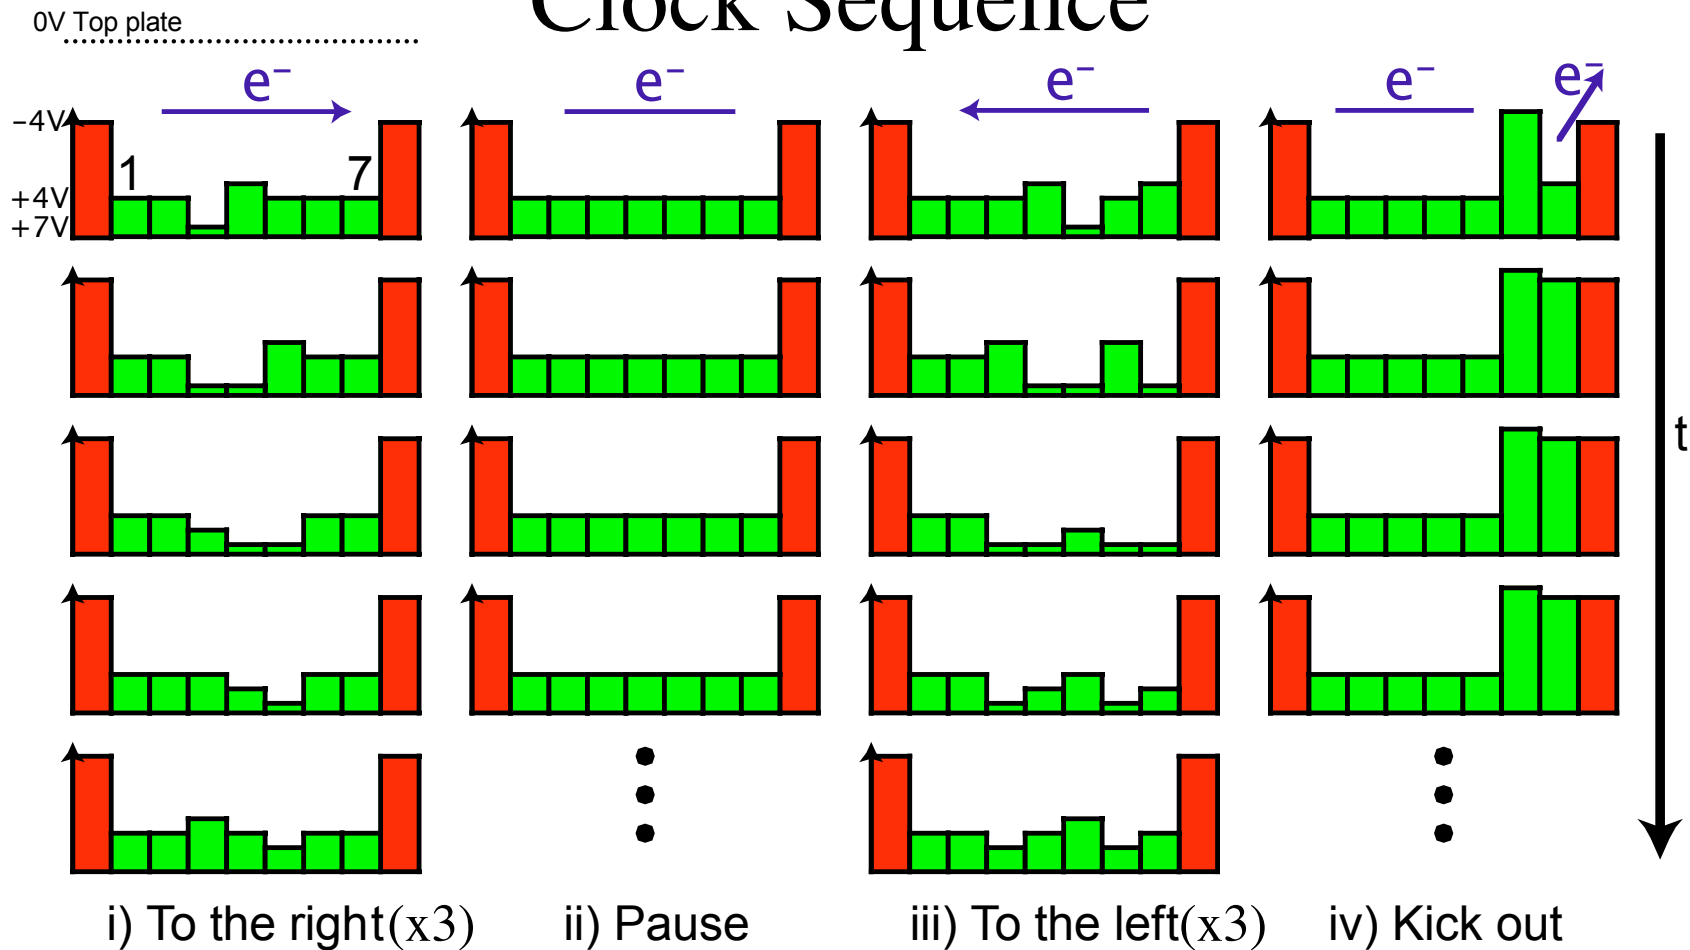 Clock Sequence
0V Top plate
e⁻ e⁻ e⁻ e⁻ e⁻
−4V
1 7
+4V
+7V
t
i) To the right(x3) ii) Pause iii) To the left(x3) iv) Kick out